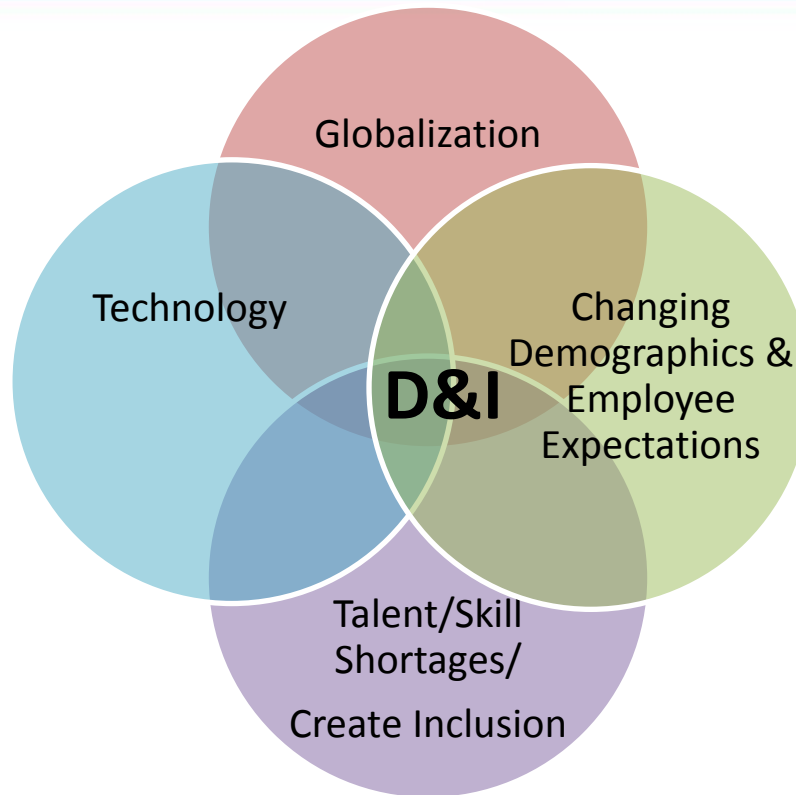 Globalization
Technology
Changing
Demographics &
Employee
Expectations
D&I
Talent/Skill
Shortages/
Create Inclusion